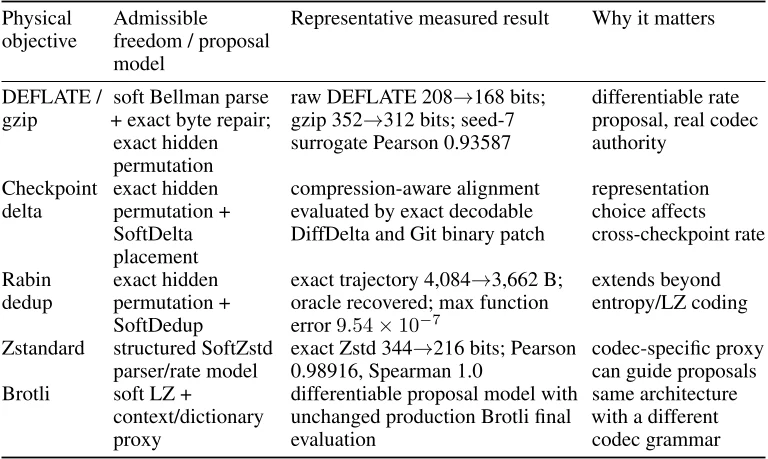 Physical objective Admissible freedom / proposal model Representative measured result Why it matters
DEFLATE / soft Bellman parse raw DEFLATE 208→168 bits; differentiable rate
gzip + exact byte repair; gzip 352→312 bits; seed-7 proposal, real codec
exact hidden surrogate Pearson 0.93587 authority
permutation
Checkpoint exact hidden compression-aware alignment representation
delta permutation + evaluated by exact decodable choice affects
SoftDelta DiffDelta and Git binary patch cross-checkpoint rate
placement
Rabin exact hidden exact trajectory 4,084→3,662 B; extends beyond
dedup permutation + oracle recovered; max function entropy/LZ coding
SoftDedup error 9.54 × 10⁻⁷
Zstandard structured SoftZstd exact Zstd 344→216 bits; Pearson codec-specific proxy
parser/rate model 0.98916, Spearman 1.0 can guide proposals
Brotli soft LZ + differentiable proposal model with same architecture
context/dictionary unchanged production Brotli final with a different
proxy evaluation codec grammar